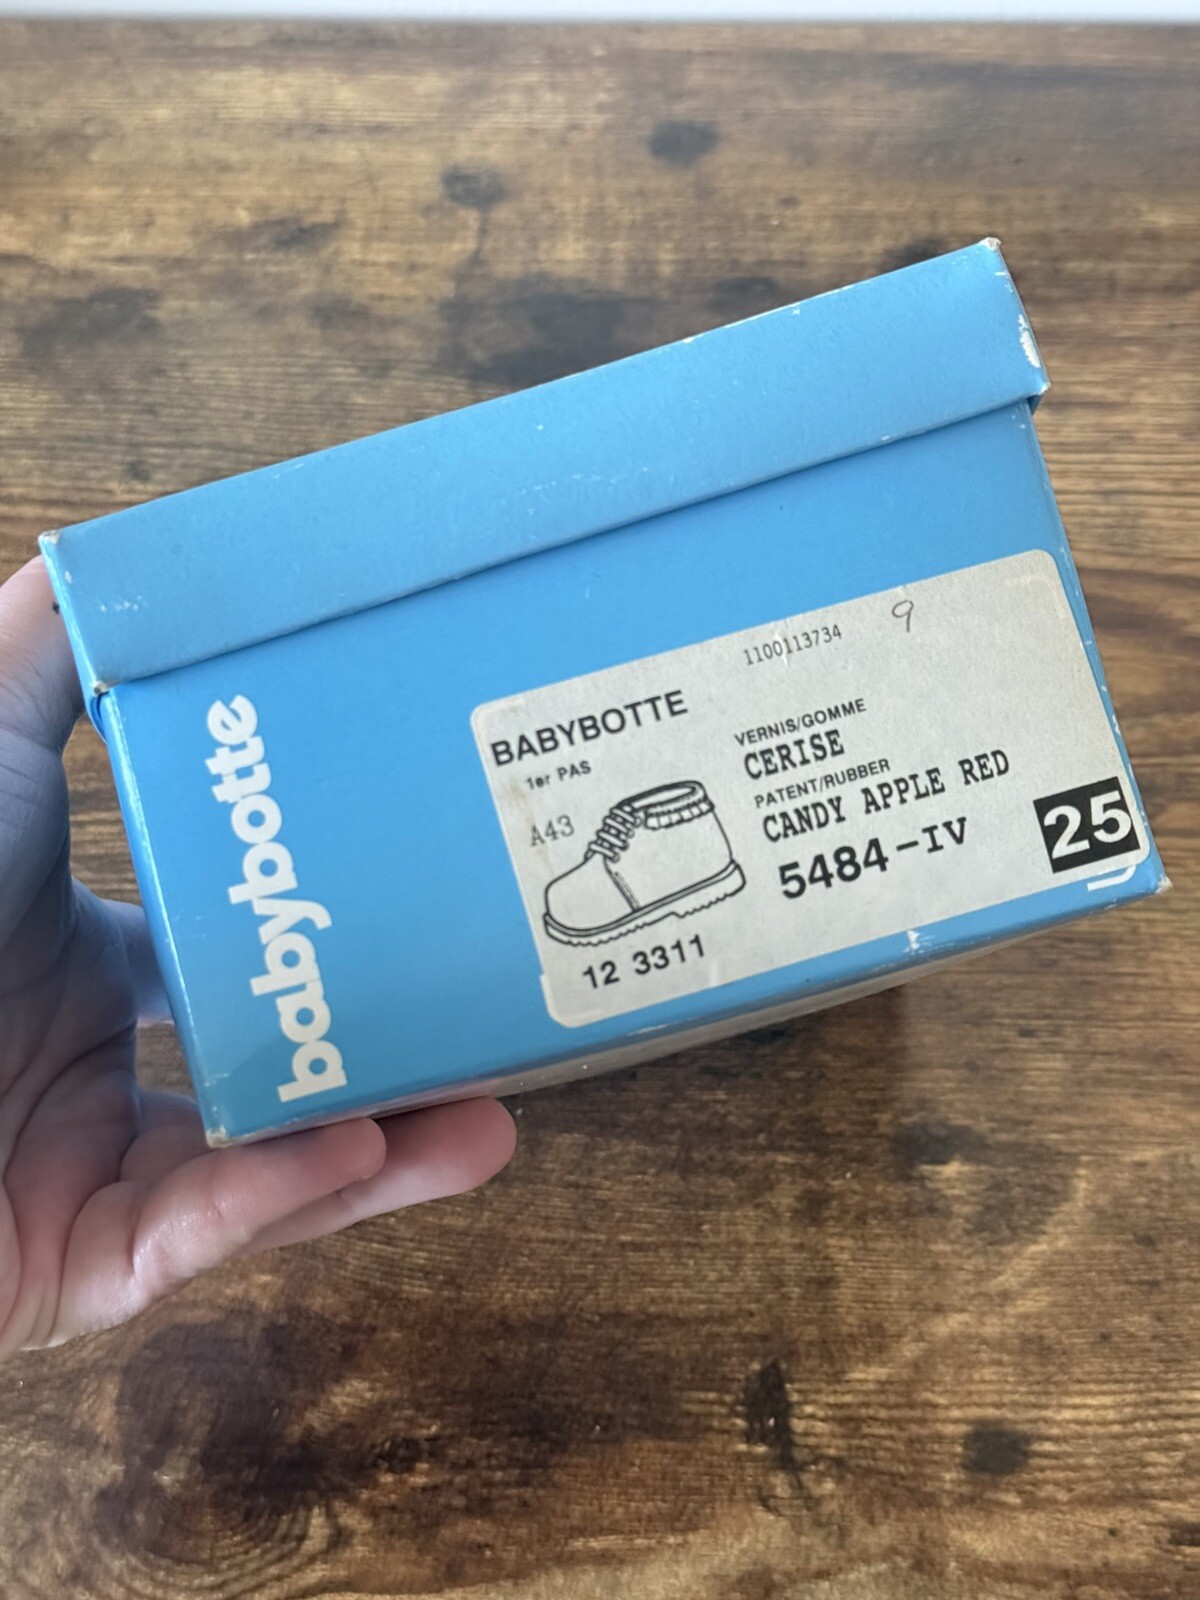 babybotte
1100113734
9
BABYBOTTE
1er PAS
A43
12 3311
VERNIS/GOMME
CERISE
PATENT/RUBBER
CANDY APPLE RED
5484-IV
25